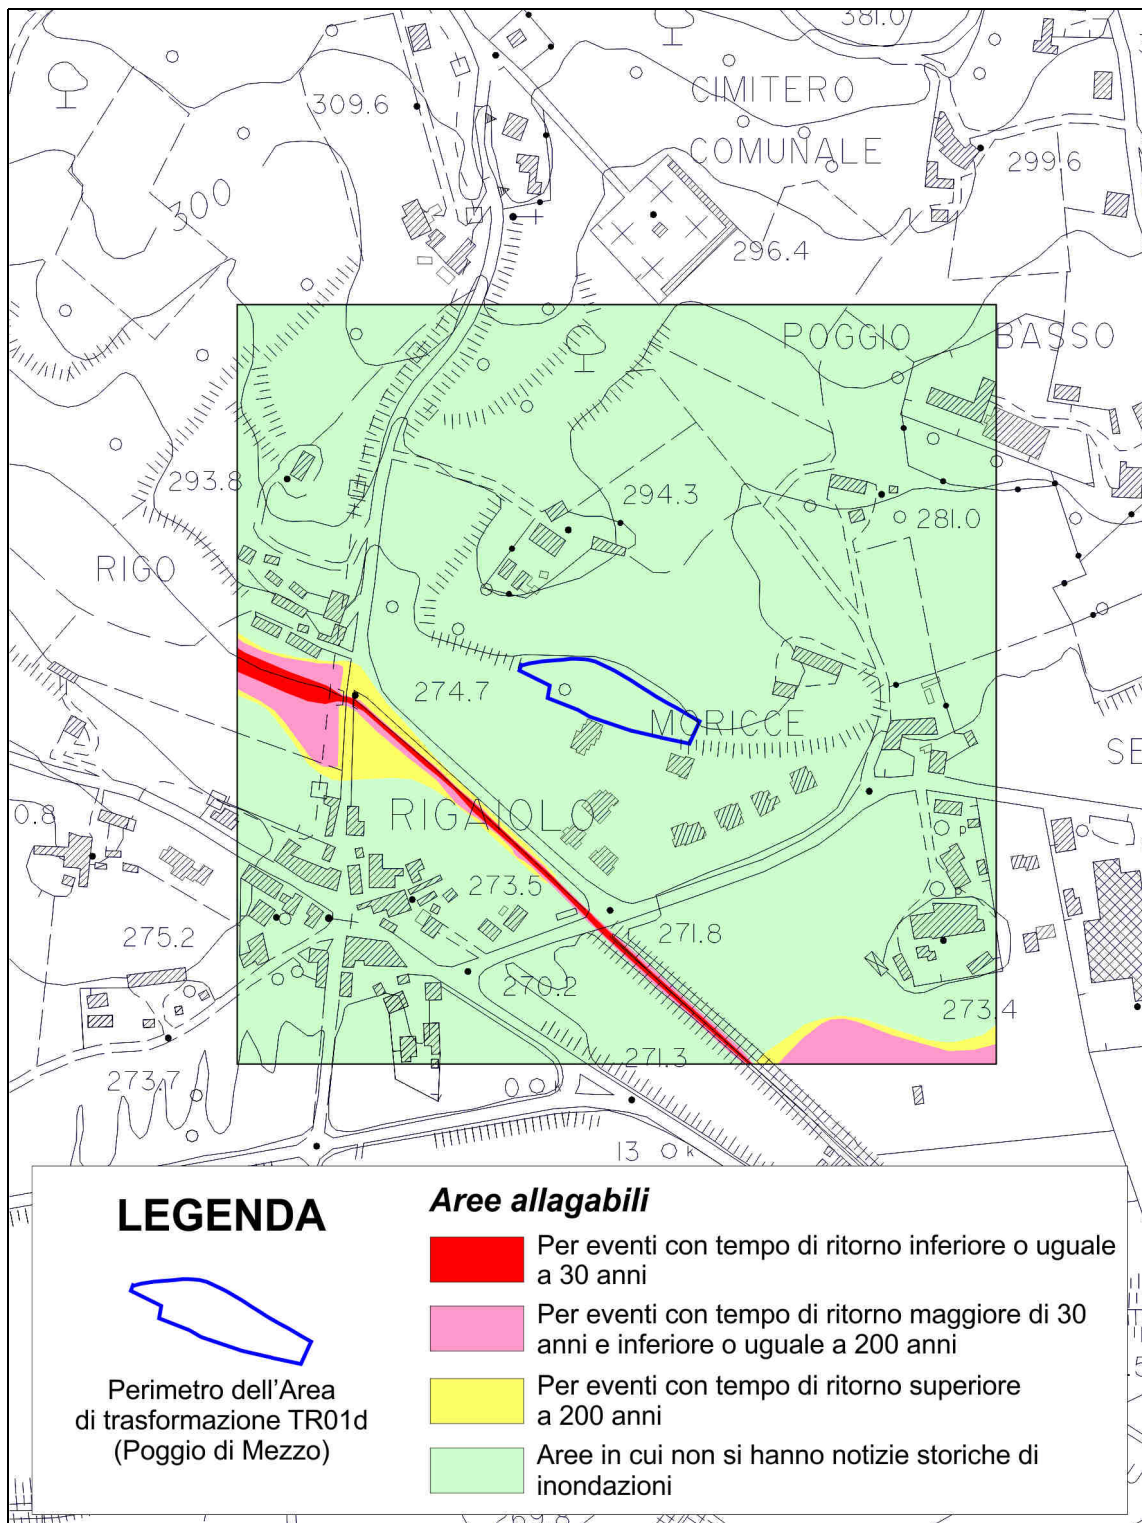 381.0
309.6
CIMITERO
COMUNALE
300
299.6
296.4
POGGIO BASSO
293.8
294.3
281.0
RIGO
274.7
MORICCE
SE
RIGAIOLO
0.8
273.5
275.2
271.8
270.2
273.4
271.3
273.7
0
k
13
k
LEGENDA
Perimetro dell'Area
di trasformazione TR01d
(Poggio di Mezzo)
Aree allagabili
Per eventi con tempo di ritorno inferiore o uguale
a 30 anni
Per eventi con tempo di ritorno maggiore di 30
anni e inferiore o uguale a 200 anni
Per eventi con tempo di ritorno superiore
a 200 anni
Aree in cui non si hanno notizie storiche di
inondazioni
.5